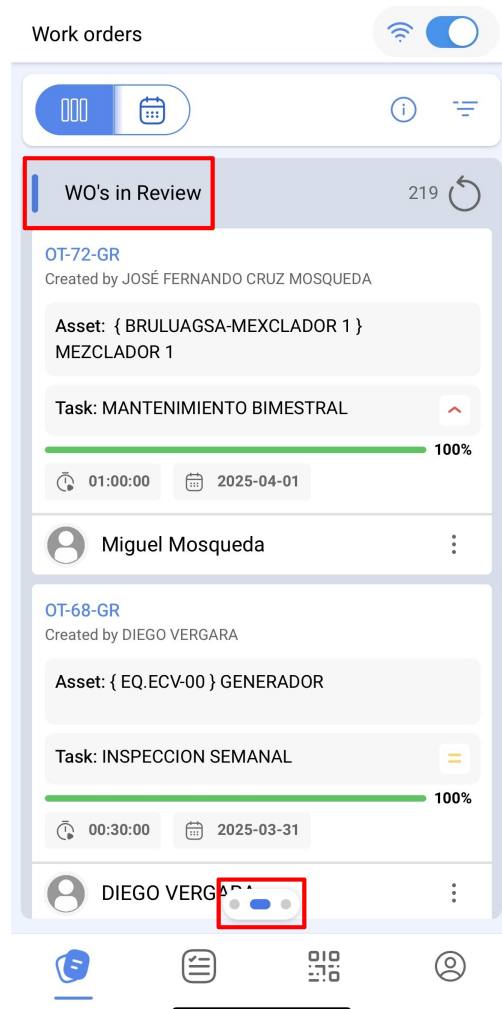 Work orders
WO's in Review
219
OT-72-GR
Created by JOSÉ FERNANDO CRUZ MOSQUEDA
Asset: { BRULUAGSA-MEXCLADOR 1 }
MEZCLADOR 1
Task: MANTENIMIENTO BIMESTRAL
100%
01:00:00
2025-04-01
Miguel Mosqueda
OT-68-GR
Created by DIEGO VERGARA
Asset: { EQ.ECV-00 } GENERADOR
Task: INSPECCION SEMANAL
100%
00:30:00
2025-03-31
DIEGO VERGARA